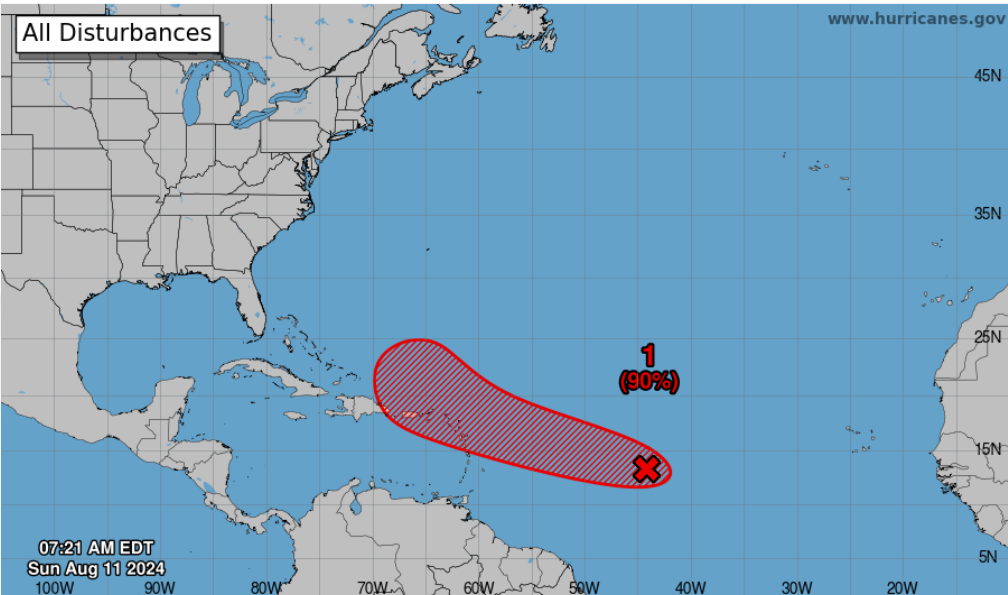 All Disturbances
www.hurricanes.gov
45N
35N
25N
15N
5N
1
(90%)
07:21 AM EDT
Sun Aug 11 2024
100W 90W 80W 70W 60W 50W 40W 30W 20W